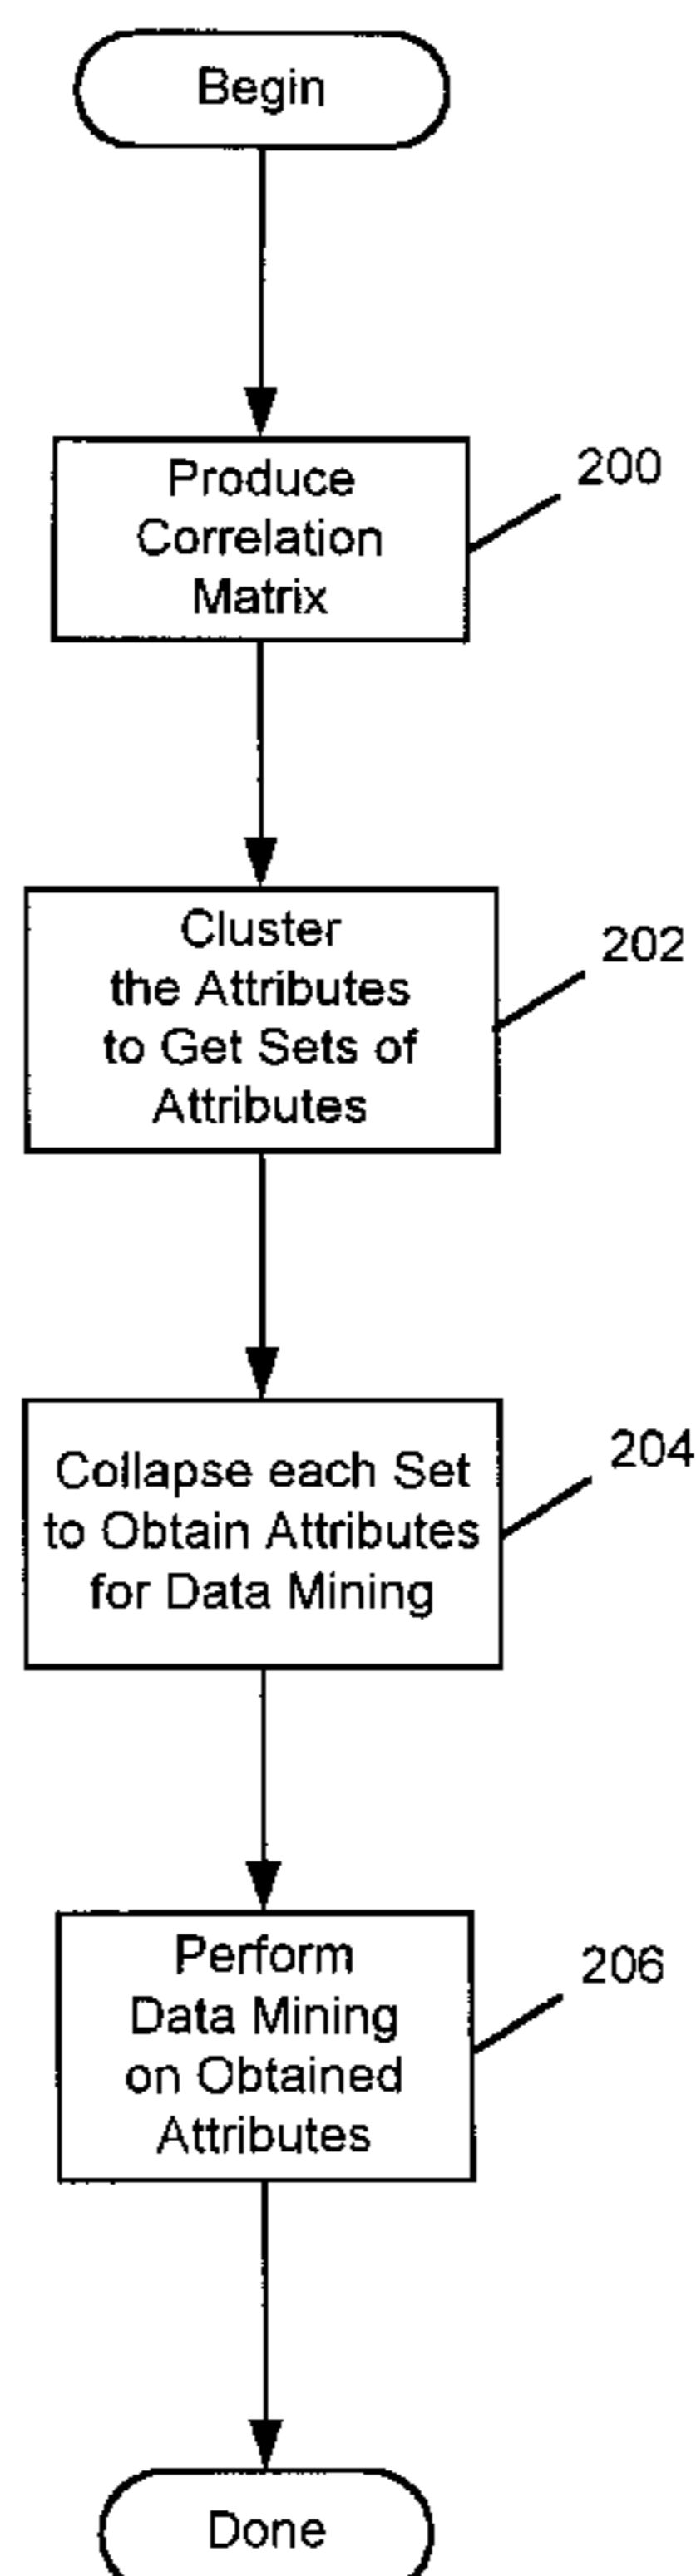 Begin
Produce
Correlation
Matrix
200
Cluster
the Attributes
to Get Sets of
Attributes
202
Collapse each Set
to Obtain Attributes
for Data Mining
204
Perform
Data Mining
on Obtained
Attributes
206
Done